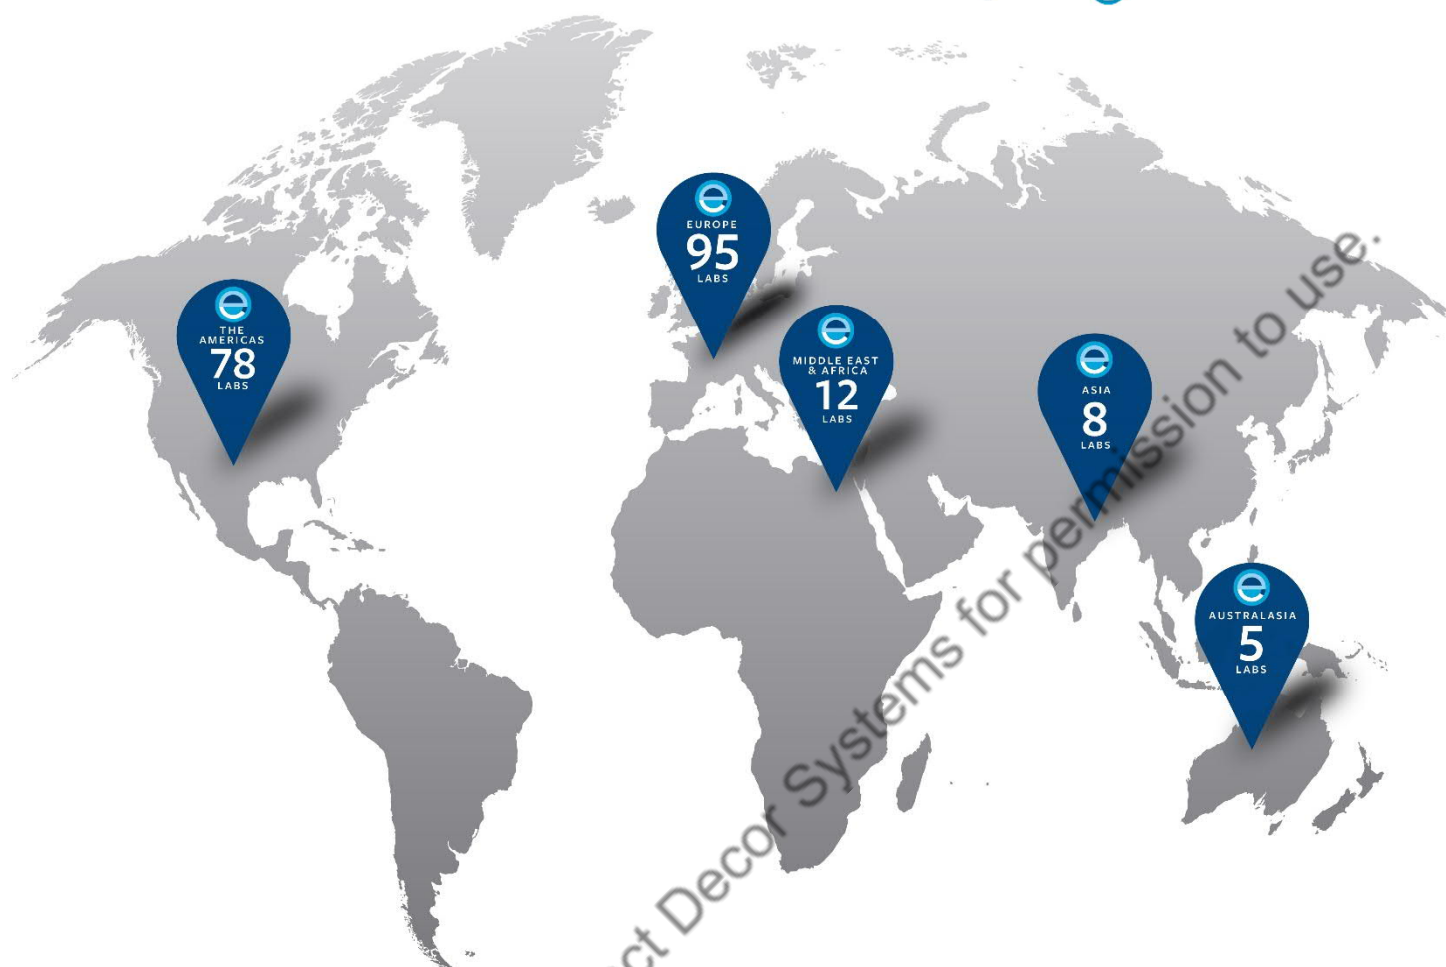 EUROPE
95
LABS
THE
AMERICAS
78
LABS
MIDDLE EAST
& AFRICA
12
LABS
ASIA
8
LABS
AUSTRALASIA
5
LABS
Decor Systems for permission to use.